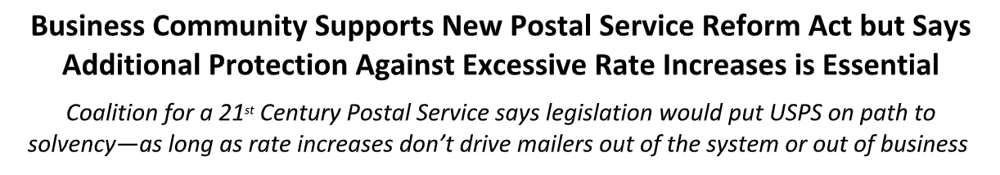 Business Community Supports New Postal Service Reform Act but Says
Additional Protection Against Excessive Rate Increases is Essential
Coalition for a 21st Century Postal Service says legislation would put USPS on path to
solvency—as long as rate increases don’t drive mailers out of the system or out of business